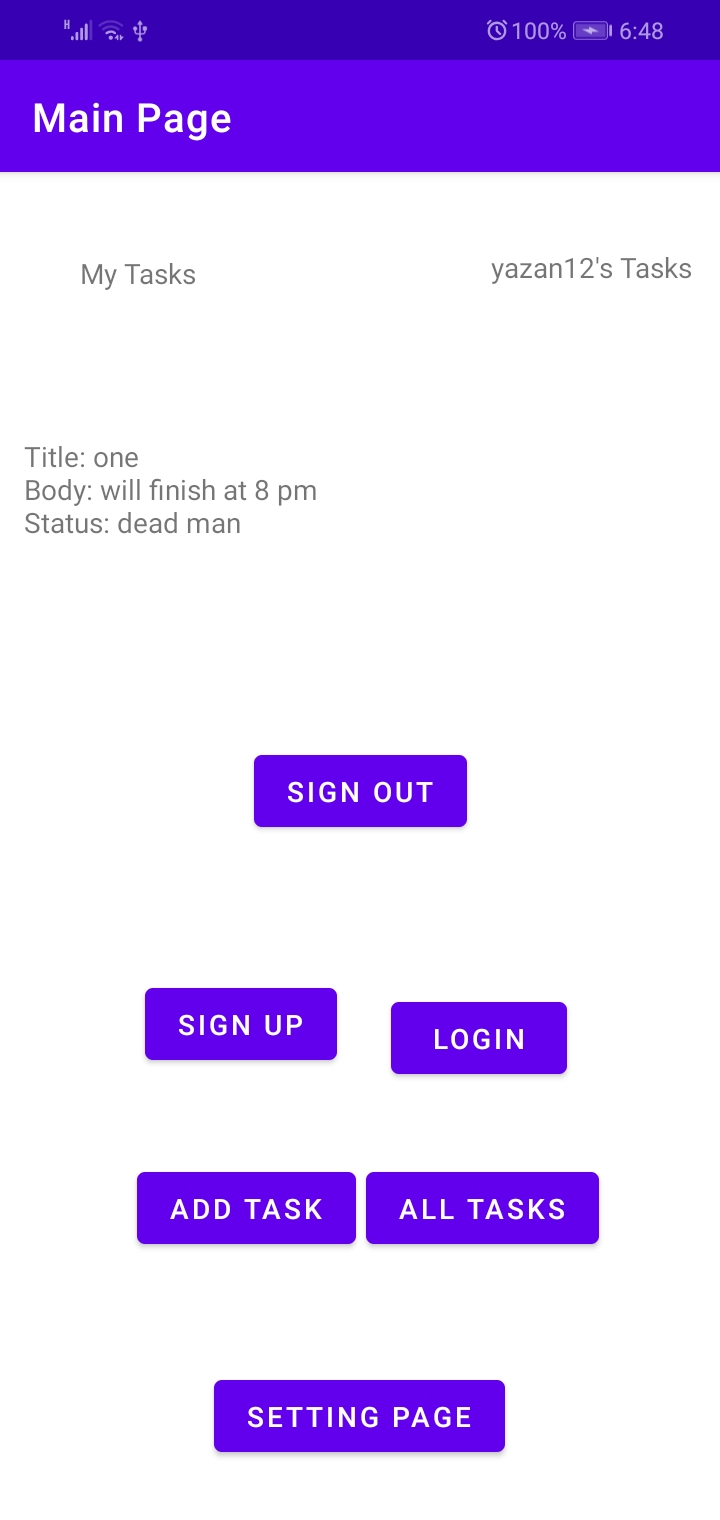 H 100% 6:48
Main Page
My Tasks
yazan12's Tasks
Title: one
Body: will finish at 8 pm
Status: dead man
SIGN OUT
SIGN UP
LOGIN
ADD TASK
ALL TASKS
SETTING PAGE